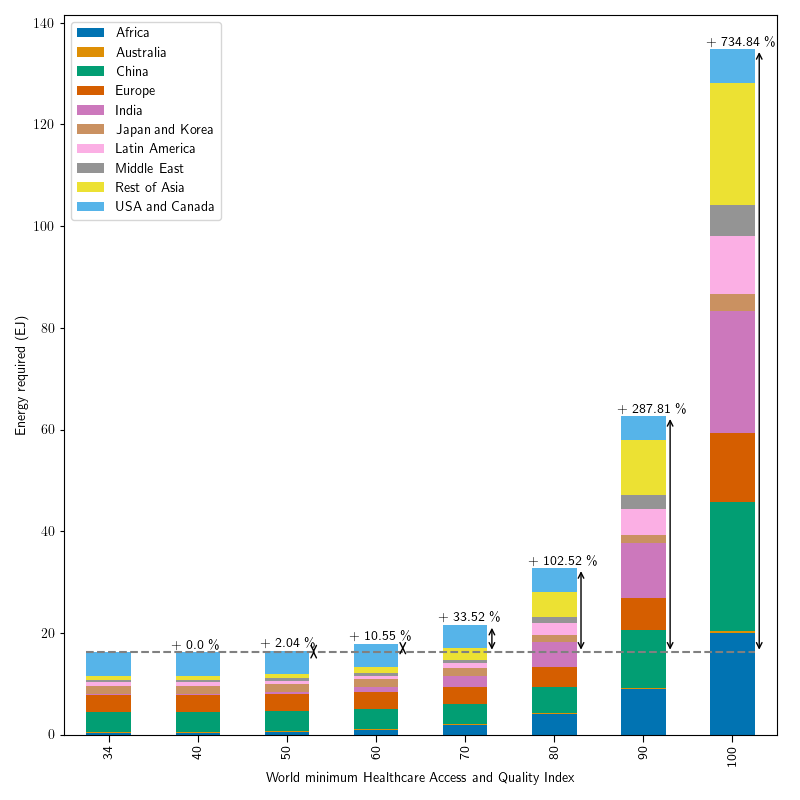 140
120
100
80
60
40
20
0
Energy required (EJ)
Africa
Australia
China
Europe
India
Japan and Korea
Latin America
Middle East
Rest of Asia
USA and Canada
+ 0.0 %
+ 2.04 %
+ 10.55 %
+ 33.52 %
+ 102.52 %
+ 287.81 %
+ 734.84 %
34
40
50
60
70
80
90
100
World minimum Healthcare Access and Quality Index